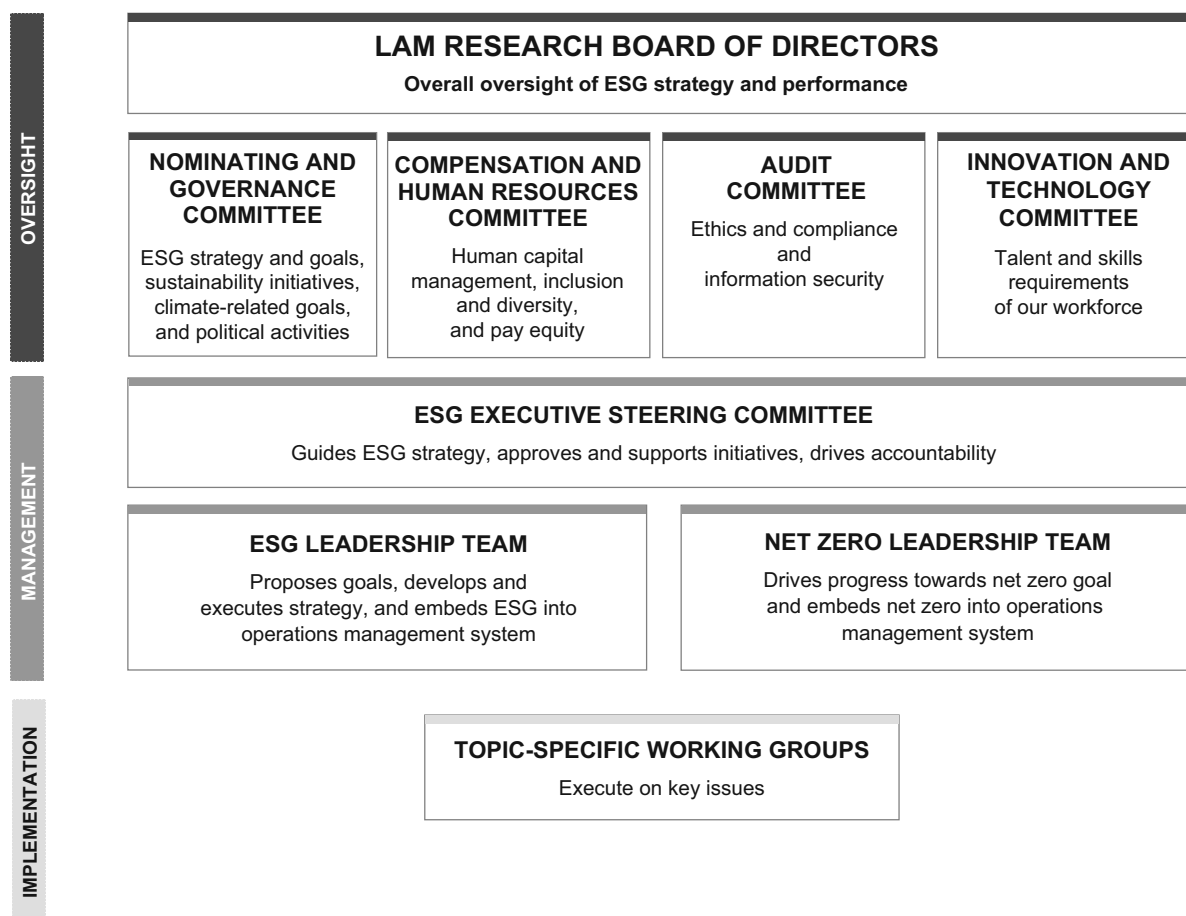 OVERSIGHT
LAM RESEARCH BOARD OF DIRECTORS
Overall oversight of ESG strategy and performance
NOMINATING AND
GOVERNANCE
COMMITTEE
ESG strategy and goals,
sustainability initiatives,
climate-related goals,
and political activities
COMPENSATION AND
HUMAN RESOURCES
COMMITTEE
Human capital
management, inclusion
and diversity,
and pay equity
AUDIT
COMMITTEE
Ethics and compliance
and
information security
INNOVATION AND
TECHNOLOGY
COMMITTEE
Talent and skills
requirements
of our workforce
MANAGEMENT
ESG EXECUTIVE STEERING COMMITTEE
Guides ESG strategy, approves and supports initiatives, drives accountability
ESG LEADERSHIP TEAM
Proposes goals, develops and
executes strategy, and embeds ESG into
operations management system
NET ZERO LEADERSHIP TEAM
Drives progress towards net zero goal
and embeds net zero into operations
management system
IMPLEMENTATION
TOPIC-SPECIFIC WORKING GROUPS
Execute on key issues